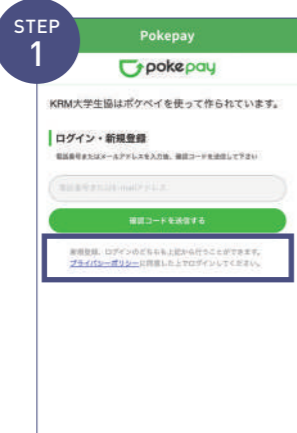 STEP
1
Pokepay
pokepay
KRM大学生協はポケペイを使って作られています。
ログイン・新規登録
電話番号またはメールアドレスを入力後、確認コードを送信して下さい
電話番号またはE-mailアドレス
確認コードを送信する
新規登録、ログインのどちらも上記から行うことができます。
プライバシーポリシーに同意した上でログインしてください。